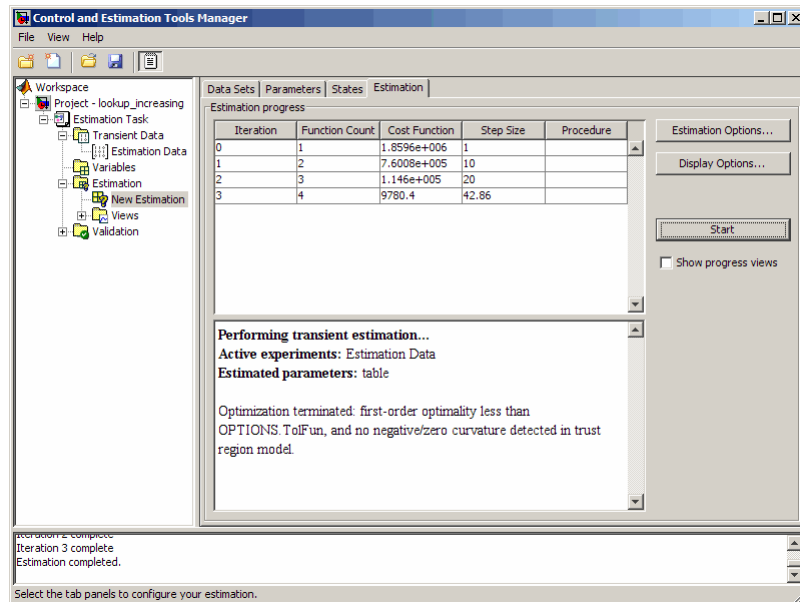 Control and Estimation Tools Manager
File View Help
Workspace
Project - lookup_increasing
Estimation Task
Transient Data
Estimation Data
Variables
Estimation
New Estimation
Views
Validation
Data Sets Parameters States Estimation
Estimation progress
Iteration Function Count Cost Function Step Size Procedure
0 1 1.8596e+006 1
1 2 7.6008e+005 10
2 3 1.146e+005 20
3 4 9780.4 42.86
Estimation Options...
Display Options...
Start
Show progress views
Performing transient estimation...
Active experiments: Estimation Data
Estimated parameters: table
Optimization terminated: first-order optimality less than
OPTIONS.TolFun, and no negative/zero curvature detected in trust
region model.
Iteration 2 complete
Iteration 3 complete
Estimation completed.
Select the tab panels to configure your estimation.